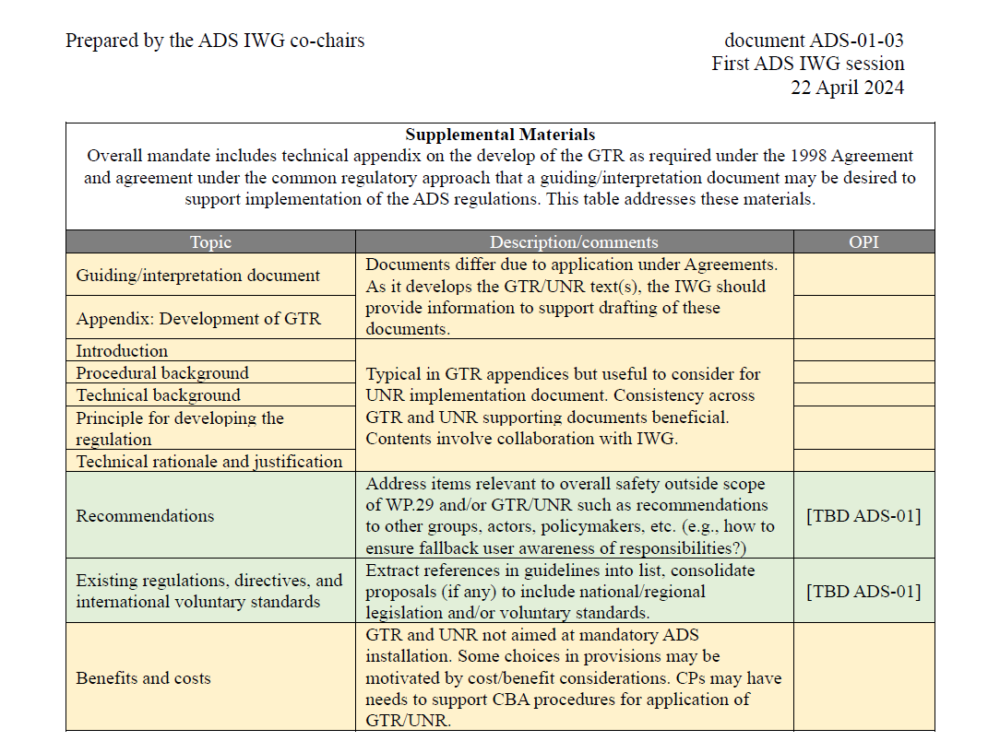 Prepared by the ADS IWG co-chairs
document ADS-01-03
First ADS IWG session
22 April 2024
Supplemental Materials
Overall mandate includes technical appendix on the develop of the GTR as required under the 1998 Agreement
and agreement under the common regulatory approach that a guiding/interpretation document may be desired to
support implementation of the ADS regulations. This table addresses these materials.
Topic
Description/comments
OPI
Guiding/interpretation document
Documents differ due to application under Agreements.
As it develops the GTR/UNR text(s), the IWG should
provide information to support drafting of these
documents.
Appendix: Development of GTR
Introduction
Procedural background
Technical background
Principle for developing the
regulation
Technical rationale and justification
Typical in GTR appendices but useful to consider for
UNR implementation document. Consistency across
GTR and UNR supporting documents beneficial.
Contents involve collaboration with IWG.
Recommendations
Address items relevant to overall safety outside scope
of WP.29 and/or GTR/UNR such as recommendations
to other groups, actors, policymakers, etc. (e.g., how to
ensure fallback user awareness of responsibilities?)
[TBD ADS-01]
Existing regulations, directives, and
international voluntary standards
Extract references in guidelines into list, consolidate
proposals (if any) to include national/regional
legislation and/or voluntary standards.
[TBD ADS-01]
Benefits and costs
GTR and UNR not aimed at mandatory ADS
installation. Some choices in provisions may be
motivated by cost/benefit considerations. CPs may have
needs to support CBA procedures for application of
GTR/UNR.